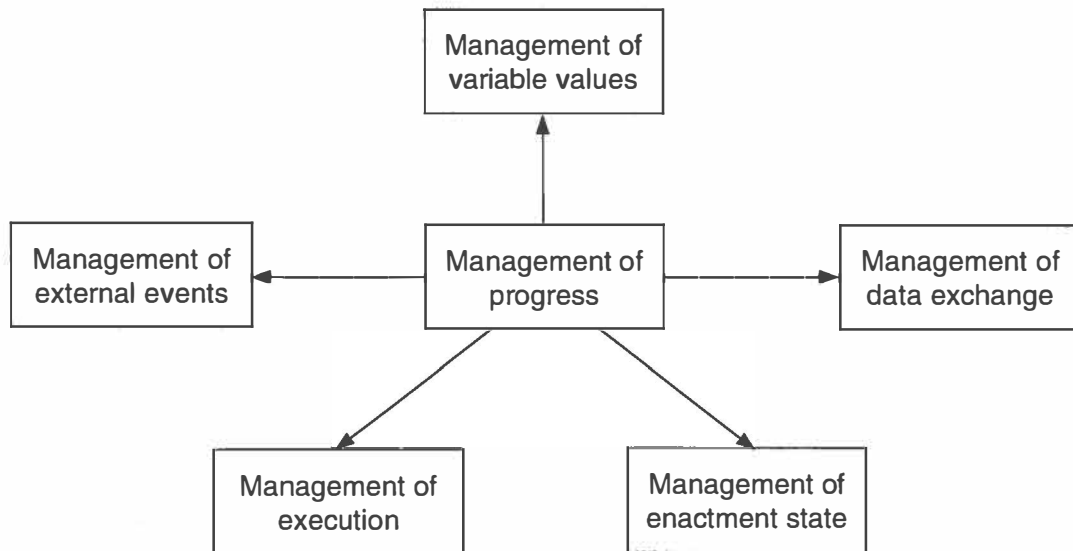 Management of
variable values
Management of
external events
Management of
progress
Management of
data exchange
Management of
execution
Management of
enactment state